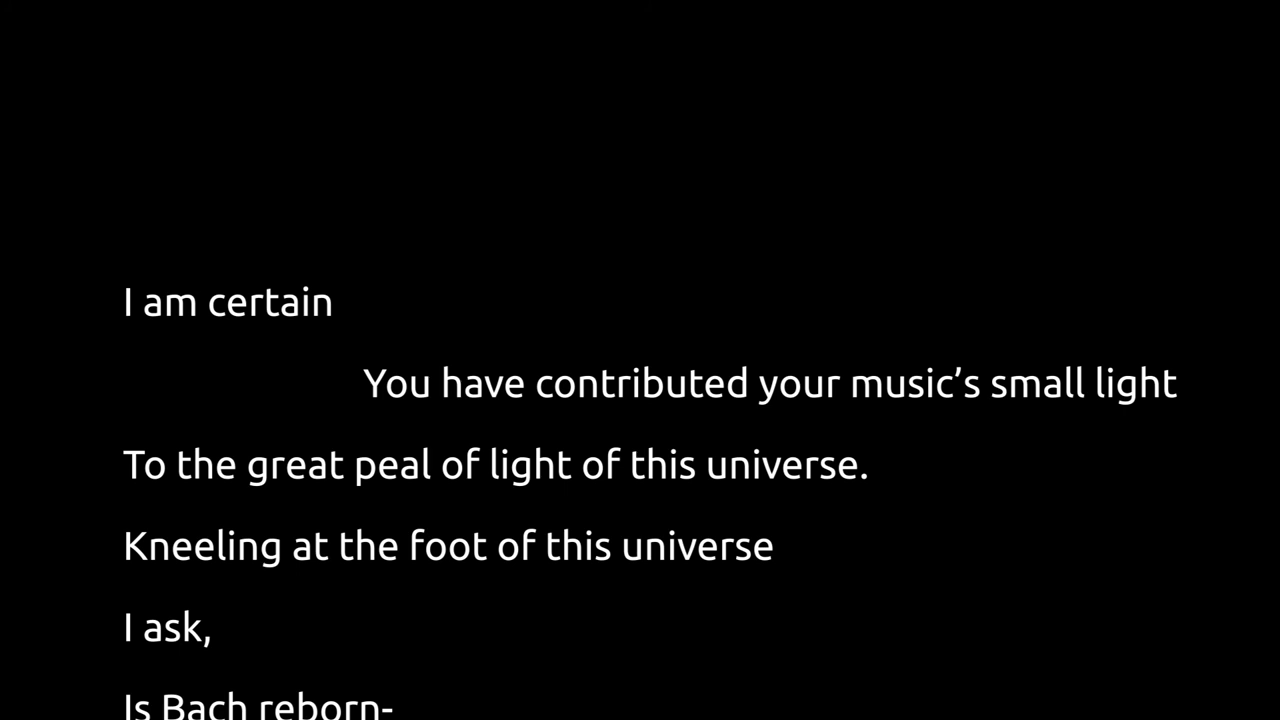 I am certain
You have contributed your music’s small light
To the great peal of light of this universe.
Kneeling at the foot of this universe
I ask,
Is Bach reborn-